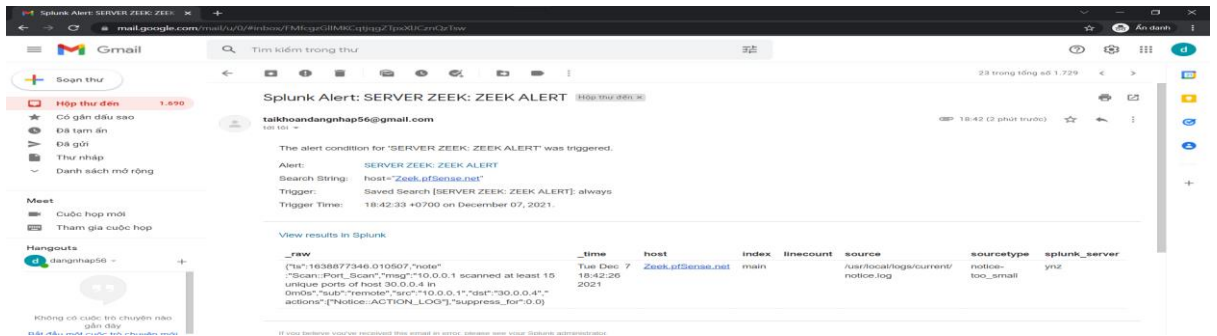 Splunk Alert: SERVER ZEEK: ZEEK
mail.google.com/mail/u/0/#inbox/
Ẩn danh
Gmail
Tìm kiếm trong thư
Soạn thư
23 trong tổng số 1.729
Hộp thư đến 1.690
Có gắn dấu sao
Đã tạm ẩn
Đã gửi
Thư nháp
Danh sách mở rộng
Meet
Cuộc họp mới
Tham gia cuộc họp
Hangouts
d dangnhap56
Không có cuộc trò chuyện nào
gần đây
Bắt đầu một cuộc trò chuyện mới
Splunk Alert: SERVER ZEEK: ZEEK ALERT Hộp thư đến x
taikhoandangnhap56@gmail.com 18:42 (2 phút trước)
tới tôi
The alert condition for 'SERVER ZEEK: ZEEK ALERT' was triggered.
Alert: SERVER ZEEK: ZEEK ALERT
Search String: host="Zeek.pfSense.net"
Trigger: Saved Search [SERVER ZEEK: ZEEK ALERT]: always
Trigger Time: 18:42:33 +0700 on December 07, 2021.
View results in Splunk
_raw _time host index linecount source sourcetype splunk_server
{"ts":1638877346.010507,"note" Tue Dec 7 Zeek.pfSense.net main /usr/local/logs/current/ notice- ynz
:"Scan::Port_Scan","msg":"10.0.0.1 scanned at least 15 18:42:26 notice.log too_small
unique ports of host 30.0.0.4 in 2021
0m0s","sub":"remote","src":"10.0.0.1","dst":"30.0.0.4","
actions":["Notice::ACTION_LOG"],"suppress_for":0.0}
If you believe you've received this email in error, please see your Splunk administrator.